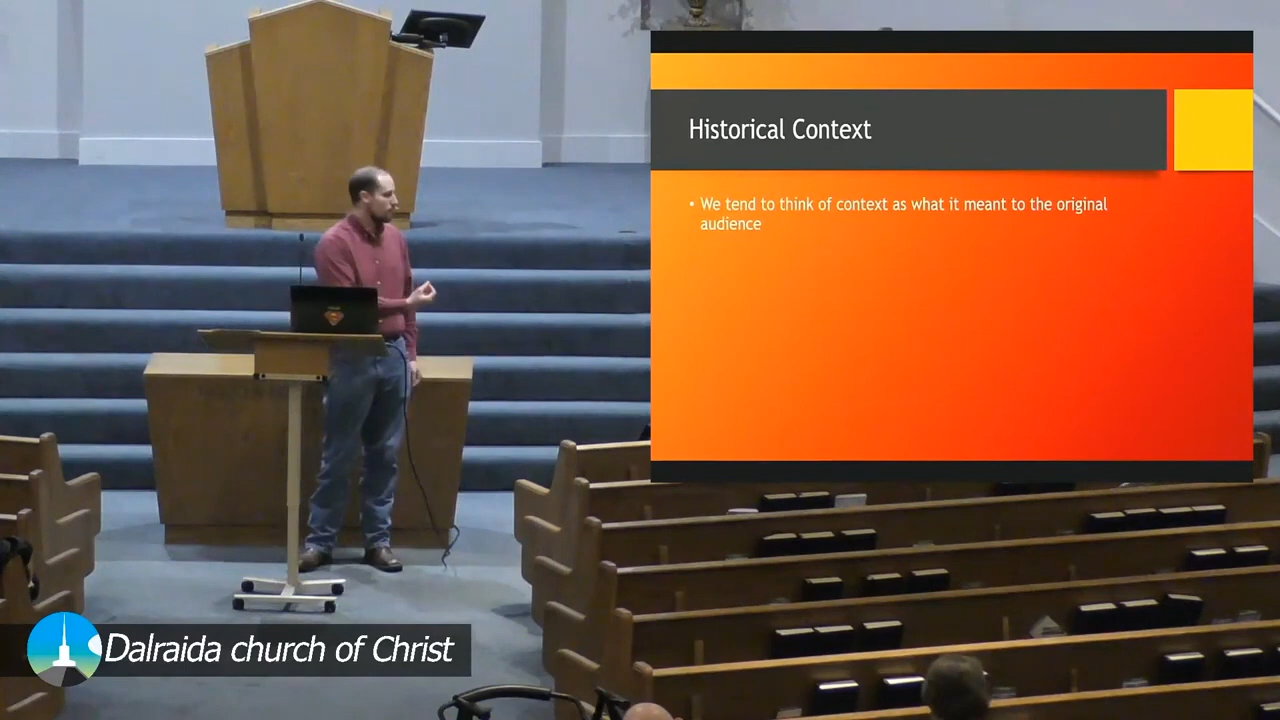 Historical Context
• We tend to think of context as what it meant to the original
audience
Dalraida church of Christ